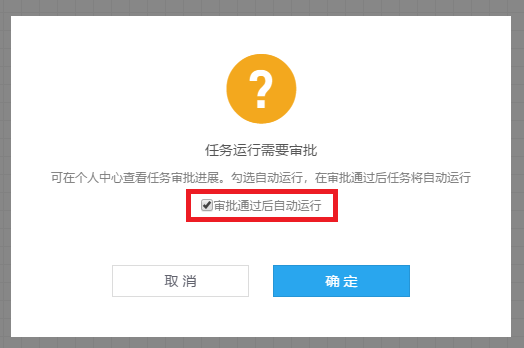 ?
任务运行需要审批
可在个人中心查看任务审批进展。勾选自动运行，在审批通过后任务将自动运行
审批通过后自动运行
取 消
确 定